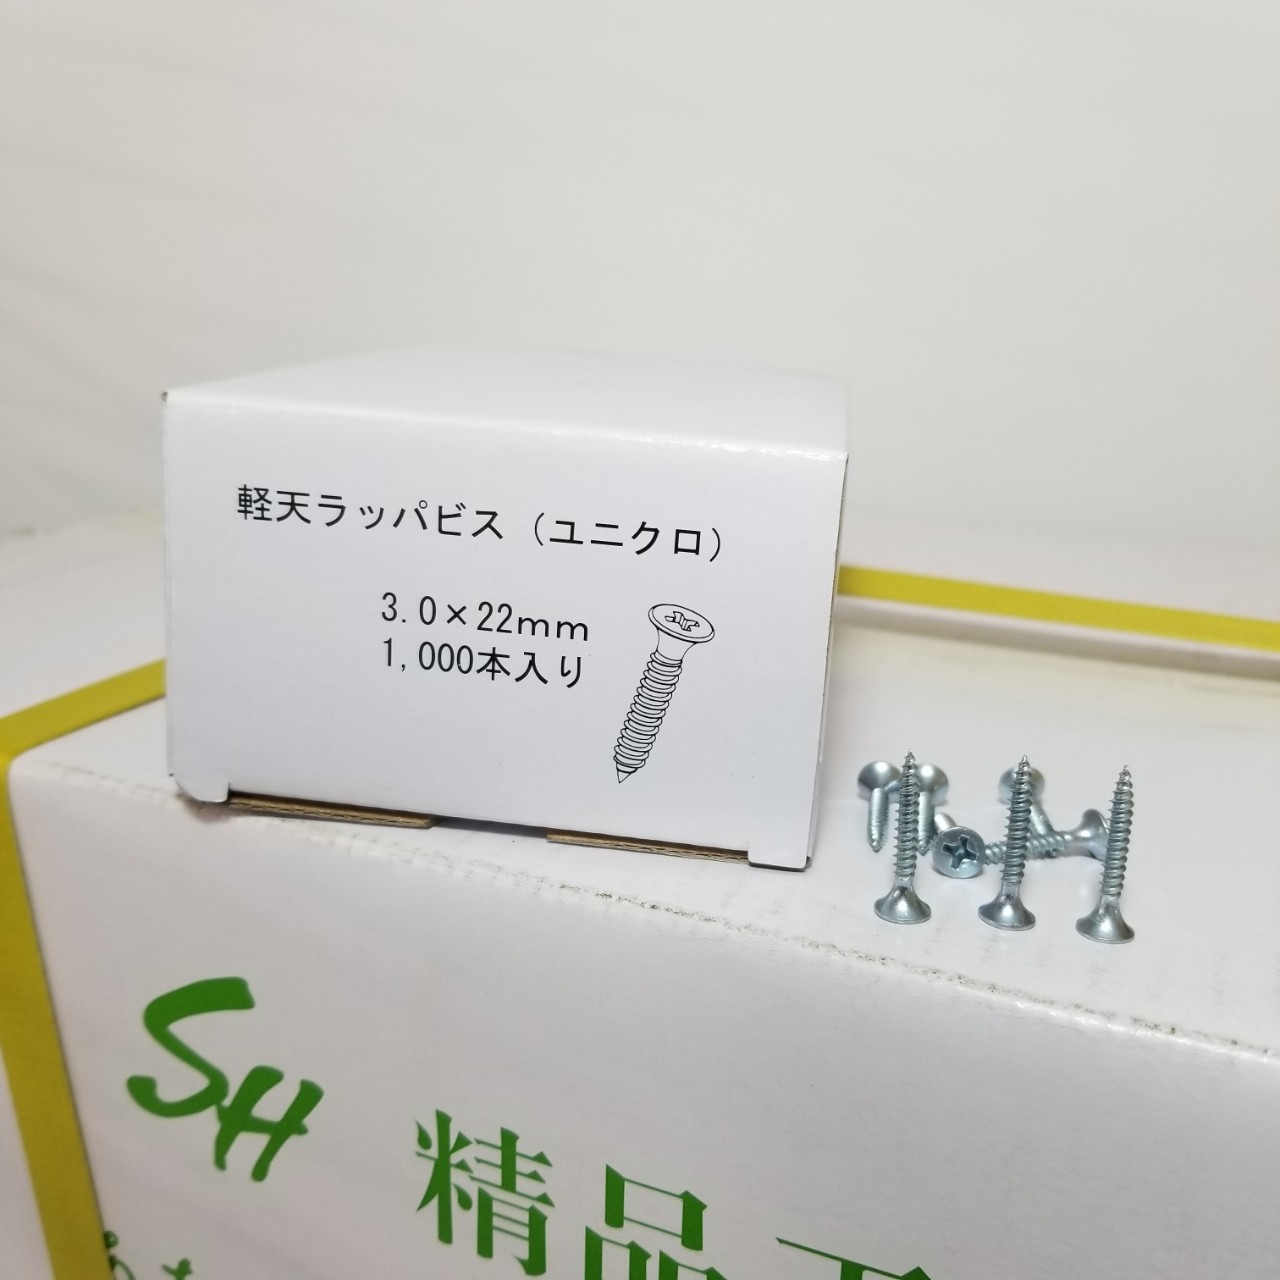 軽天ラッパビス（ユニクロ）
3.0×22mm
1,000本入り
SH
精品